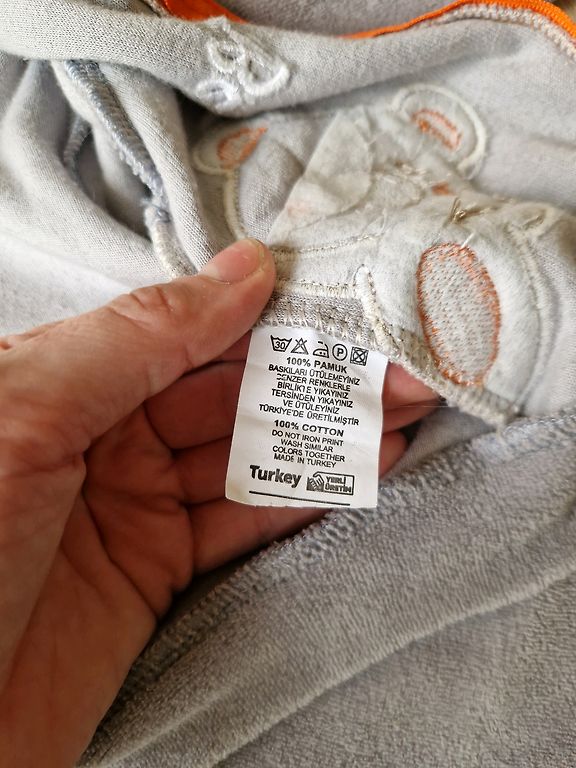 30 P
100% PAMUK
BASKILARI ÜTÜLEMEYİNİZ
BENZER RENKLERLE
BİRLİKTE YIKAYINIZ
TERSİNDEN YIKAYINIZ
VE ÜTÜLEYİNİZ
TÜRKİYE'DE ÜRETİLMİŞTİR
100% COTTON
DO NOT IRON PRINT
WASH SIMILAR
COLORS TOGETHER
MADE IN TURKEY
Turkey YERLİ
ÜRETİM